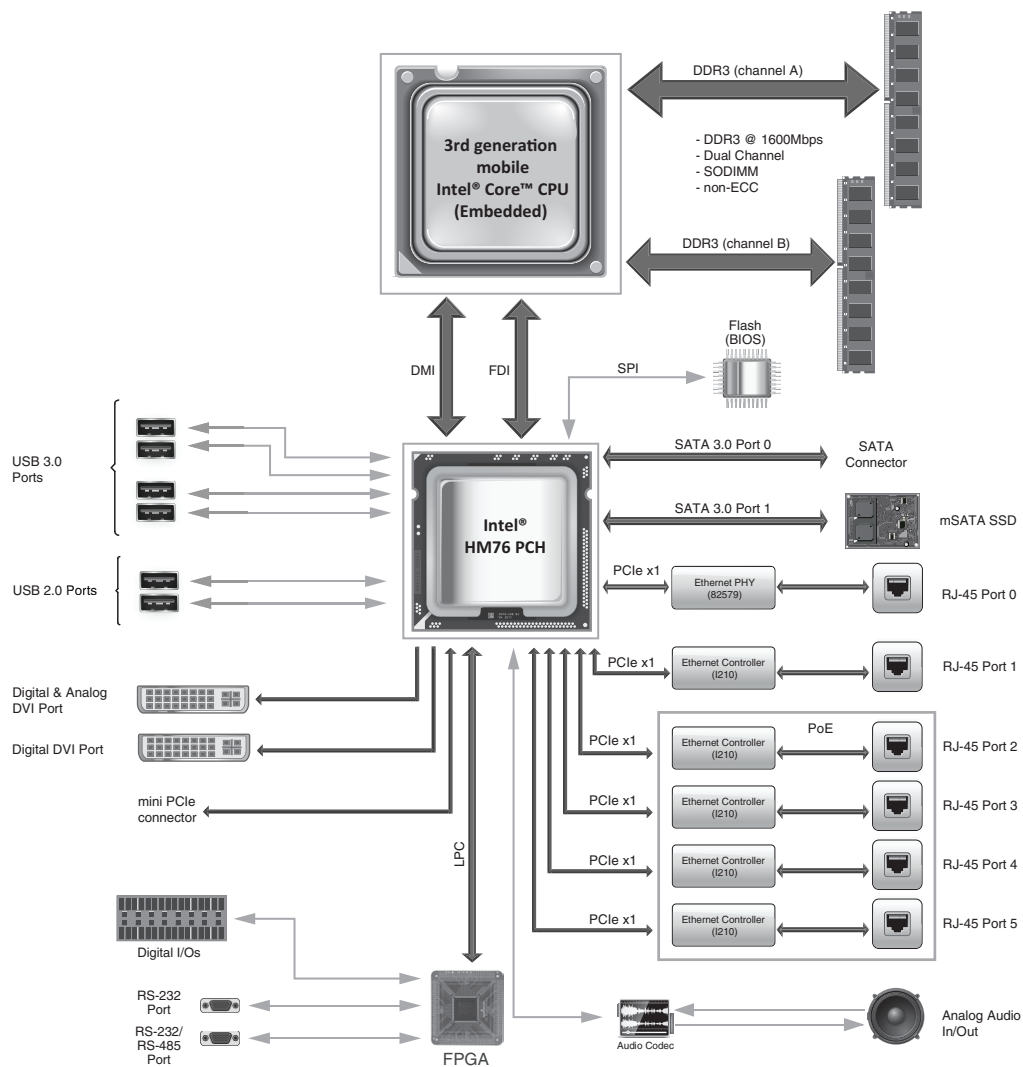 DDR3 (channel A)
3rd generation
mobile
Intel® Core™ CPU
(Embedded)
- DDR3 @ 1600Mbps
- Dual Channel
- SODIMM
- non-ECC
DDR3 (channel B)
Flash
(BIOS)
DMI
FDI
SPI
USB 3.0
Ports
SATA 3.0 Port 0
SATA
Connector
Intel®
HM76 PCH
SATA 3.0 Port 1
mSATA SSD
USB 2.0 Ports
PCIe x1
Ethernet PHY
(82579)
RJ-45 Port 0
PCIe x1
Ethernet Controller
(I210)
RJ-45 Port 1
Digital & Analog
DVI Port
Digital DVI Port
PoE
PCIe x1
Ethernet Controller
(I210)
RJ-45 Port 2
mini PCIe
connector
PCIe x1
Ethernet Controller
(I210)
RJ-45 Port 3
LPC
PCIe x1
Ethernet Controller
(I210)
RJ-45 Port 4
PCIe x1
Ethernet Controller
(I210)
RJ-45 Port 5
Digital I/Os
RS-232
Port
RS-232/
RS-485
Port
FPGA
Audio Codec
Analog Audio
In/Out